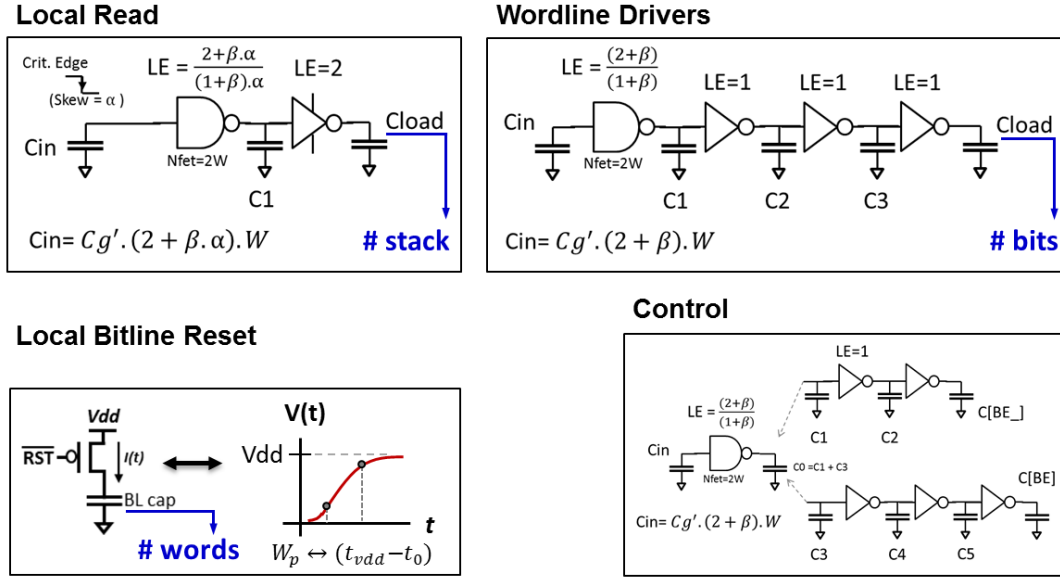 Local Read
Crit. Edge
(Skew = α )
LE = (2+β.α)/((1+β).α)
LE=2
Cin
Nfet=2W
C1
Cload
Cin= Cg′.(2 + β.α).W
# stack
Wordline Drivers
LE = (2+β)/(1+β)
LE=1
LE=1
LE=1
Cin
Nfet=2W
C1
C2
C3
Cload
Cin= Cg′.(2 + β).W
# bits
Local Bitline Reset
Vdd
RST
I(t)
BL cap
# words
V(t)
Vdd
t
Wp ↔ (tvdd−t0)
Control
LE=1
C1
C2
C[BE_]
LE = (2+β)/(1+β)
Cin
Nfet=2W
C0 =C1 + C3
Cin= Cg′.(2 + β).W
C3
C4
C5
C[BE]